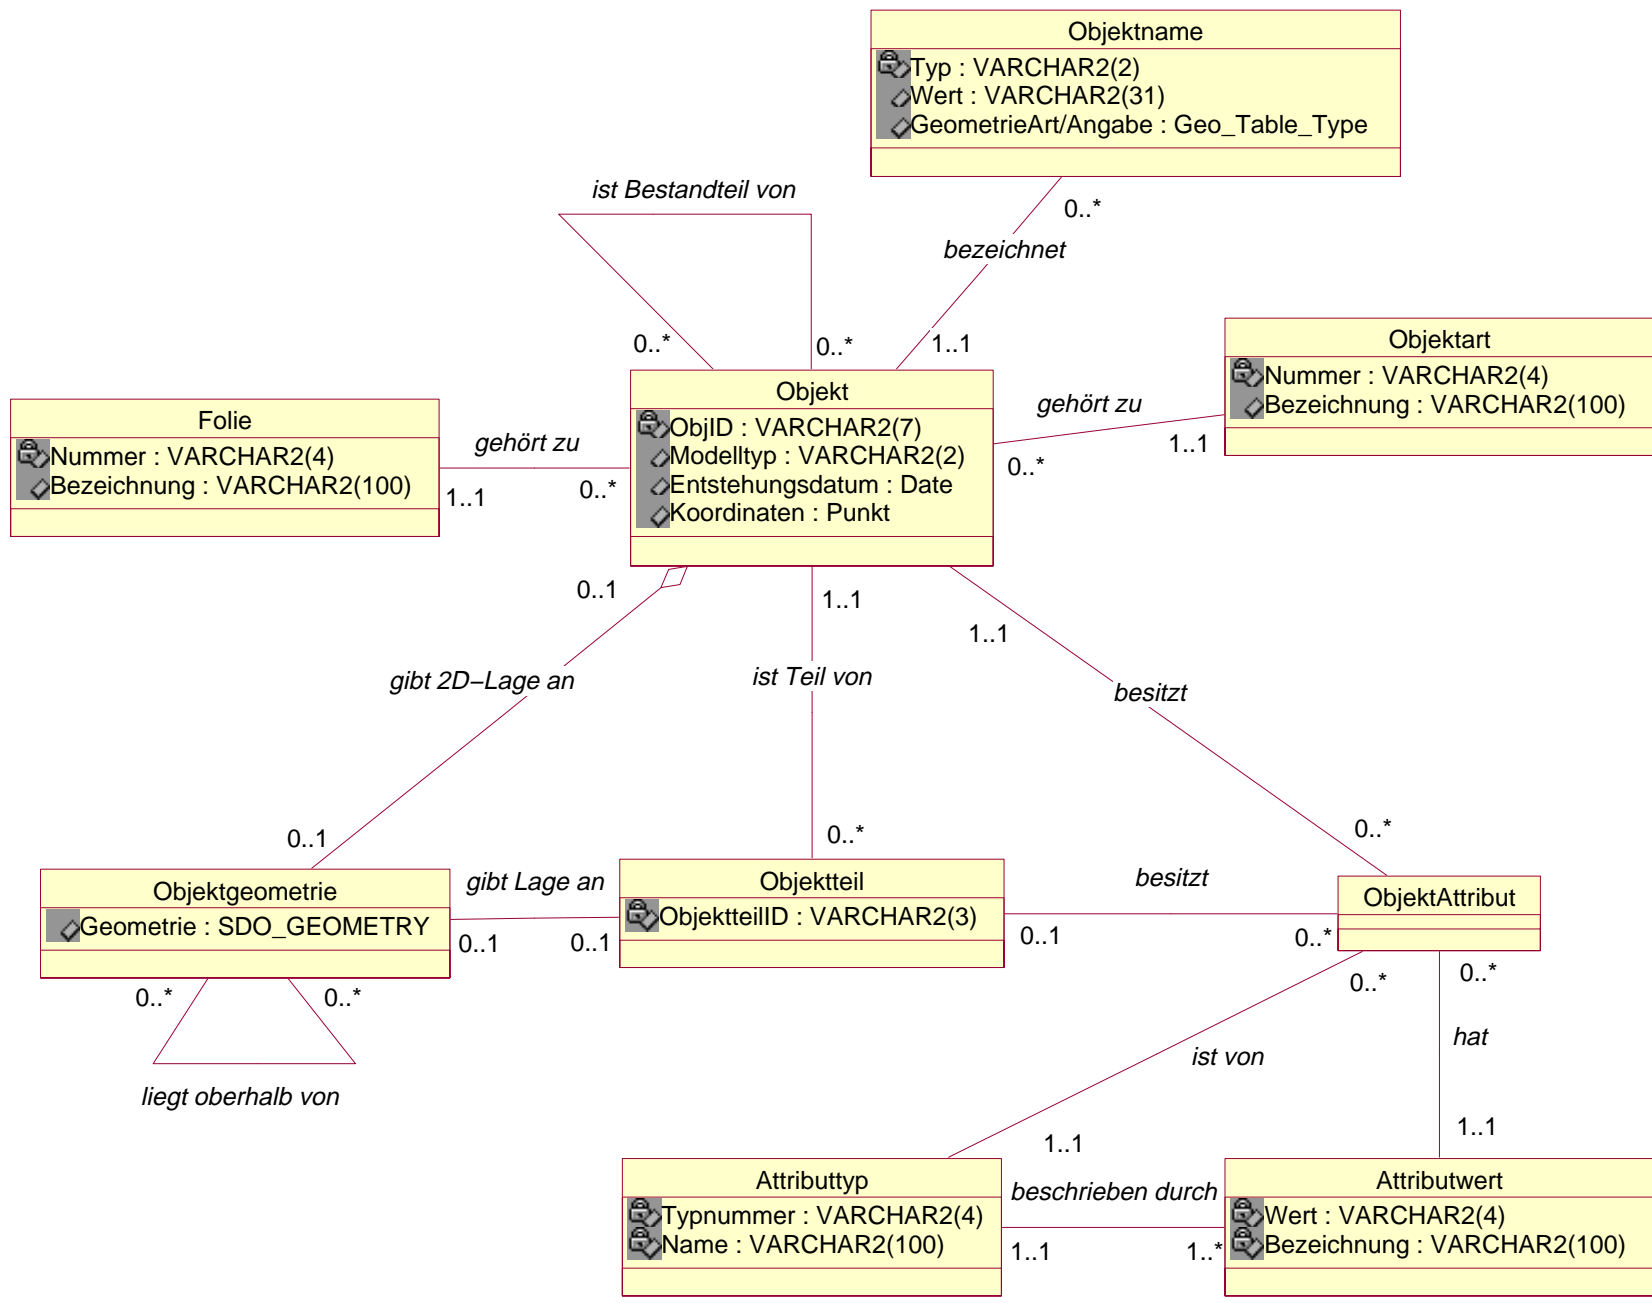 Objektname
Typ : VARCHAR2(2)
Wert : VARCHAR2(31)
GeometrieArt/Angabe : Geo_Table_Type
ist Bestandteil von
0..*
bezeichnet
0..*
0..*
1..1
Objektart
Nummer : VARCHAR2(4)
Bezeichnung : VARCHAR2(100)
Objekt
ObjID : VARCHAR2(7)
Modelltyp : VARCHAR2(2)
Entstehungsdatum : Date
Koordinaten : Punkt
gehört zu
1..1
0..*
Folie
Nummer : VARCHAR2(4)
Bezeichnung : VARCHAR2(100)
gehört zu
1..1
0..*
0..1
1..1
1..1
gibt 2D–Lage an
ist Teil von
besitzt
0..1
0..*
0..*
Objektgeometrie
Geometrie : SDO_GEOMETRY
gibt Lage an
0..1
0..1
Objektteil
ObjektteilID : VARCHAR2(3)
besitzt
0..1
0..*
ObjektAttribut
0..*
0..*
liegt oberhalb von
0..*
0..*
ist von
hat
1..1
1..1
Attributtyp
Typnummer : VARCHAR2(4)
Name : VARCHAR2(100)
beschrieben durch
1..1
1..*
Attributwert
Wert : VARCHAR2(4)
Bezeichnung : VARCHAR2(100)